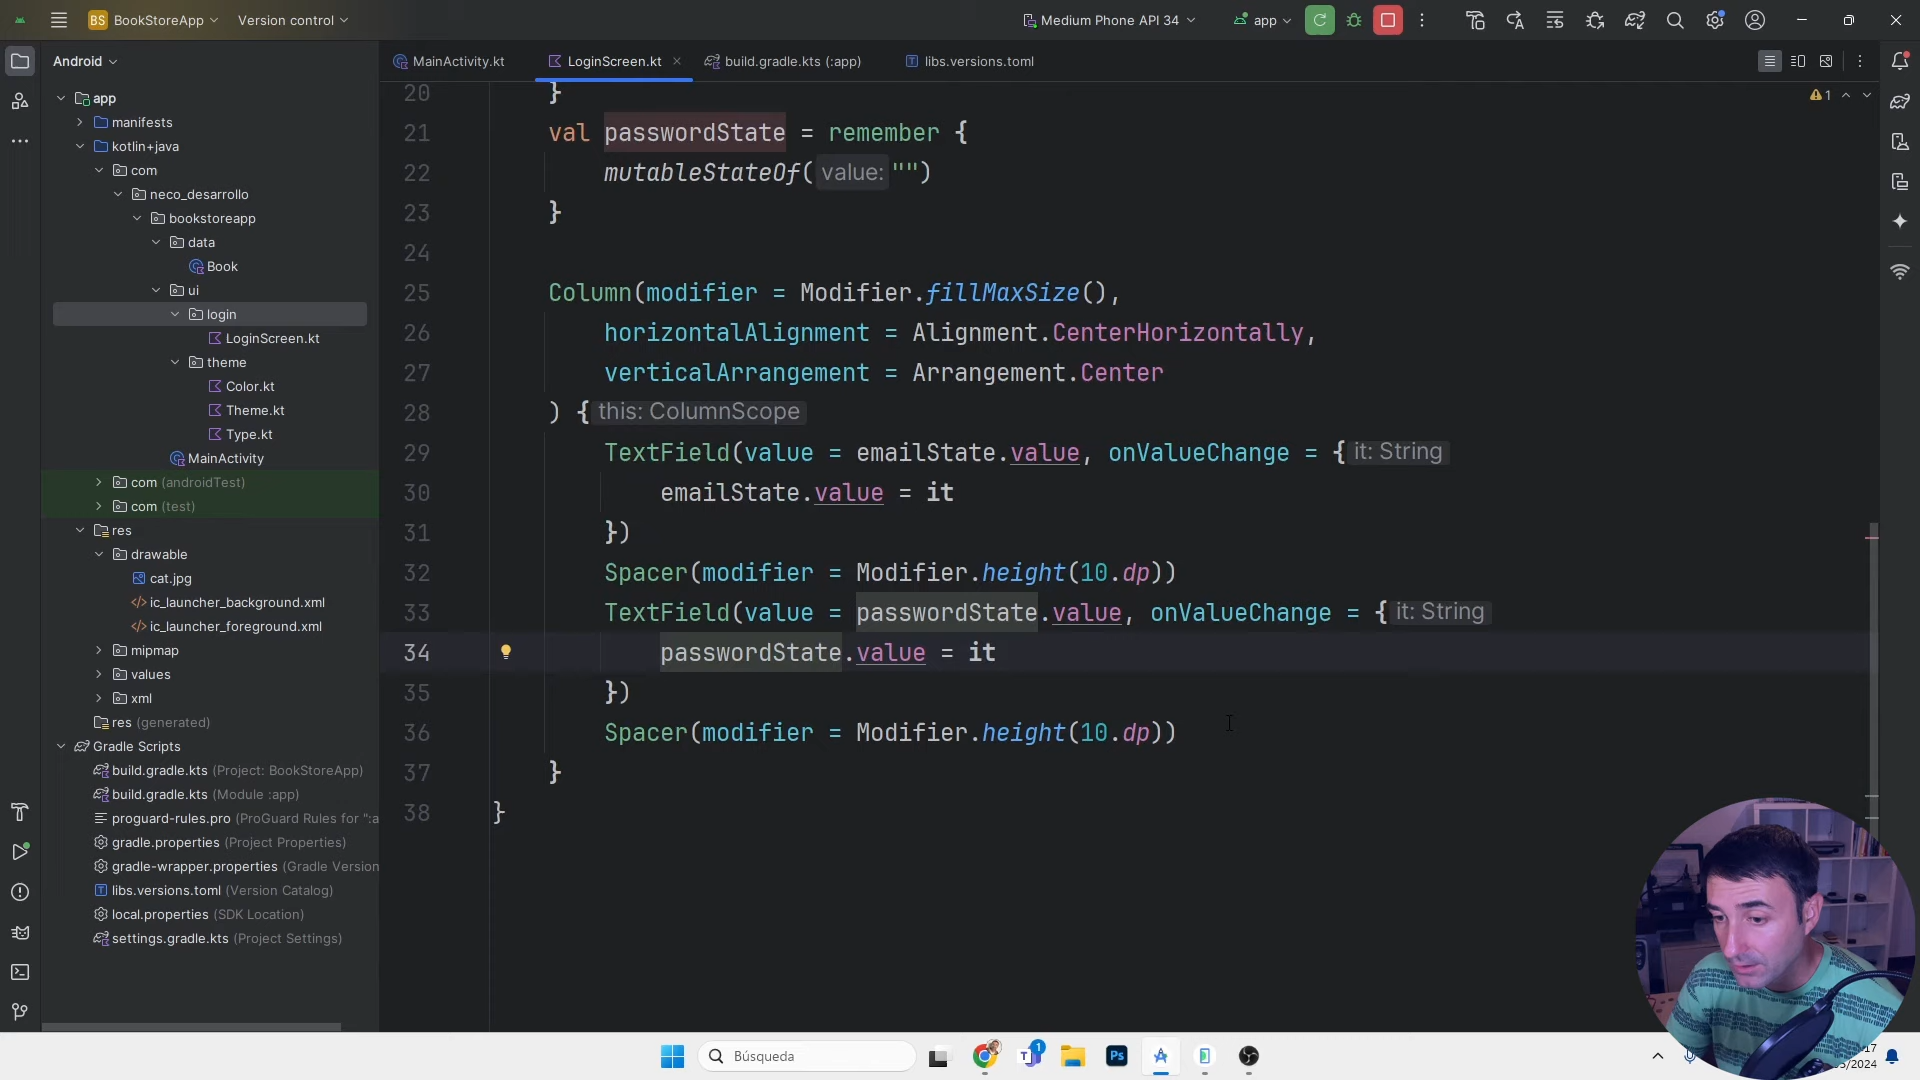 BS BookStoreApp Version control Medium Phone API 34 app
Android MainActivity.kt LoginScreen.kt build.gradle.kts (:app) libs.versions.toml
app
manifests
kotlin+java
com
neco_desarrollo
bookstoreapp
data
Book
ui
login
LoginScreen.kt
theme
Color.kt
Theme.kt
Type.kt
MainActivity
com (androidTest)
com (test)
res
drawable
cat.jpg
ic_launcher_background.xml
ic_launcher_foreground.xml
mipmap
values
xml
res (generated)
Gradle Scripts
build.gradle.kts (Project: BookStoreApp)
build.gradle.kts (Module :app)
proguard-rules.pro (ProGuard Rules for ":a
gradle.properties (Project Properties)
gradle-wrapper.properties (Gradle Version
libs.versions.toml (Version Catalog)
local.properties (SDK Location)
settings.gradle.kts (Project Settings)
1
20 }
21 val passwordState = remember {
22 mutableStateOf(value: "")
23 }
24
25 Column(modifier = Modifier.fillMaxSize(),
26 horizontalAlignment = Alignment.CenterHorizontally,
27 verticalArrangement = Arrangement.Center
28 ) { this: ColumnScope
29 TextField(value = emailState.value, onValueChange = { it: String
30 emailState.value = it
31 })
32 Spacer(modifier = Modifier.height(10.dp))
33 TextField(value = passwordState.value, onValueChange = { it: String
34 passwordState.value = it
35 })
36 Spacer(modifier = Modifier.height(10.dp))
37 }
38 }
Búsqueda
1
Ps
17
/2024